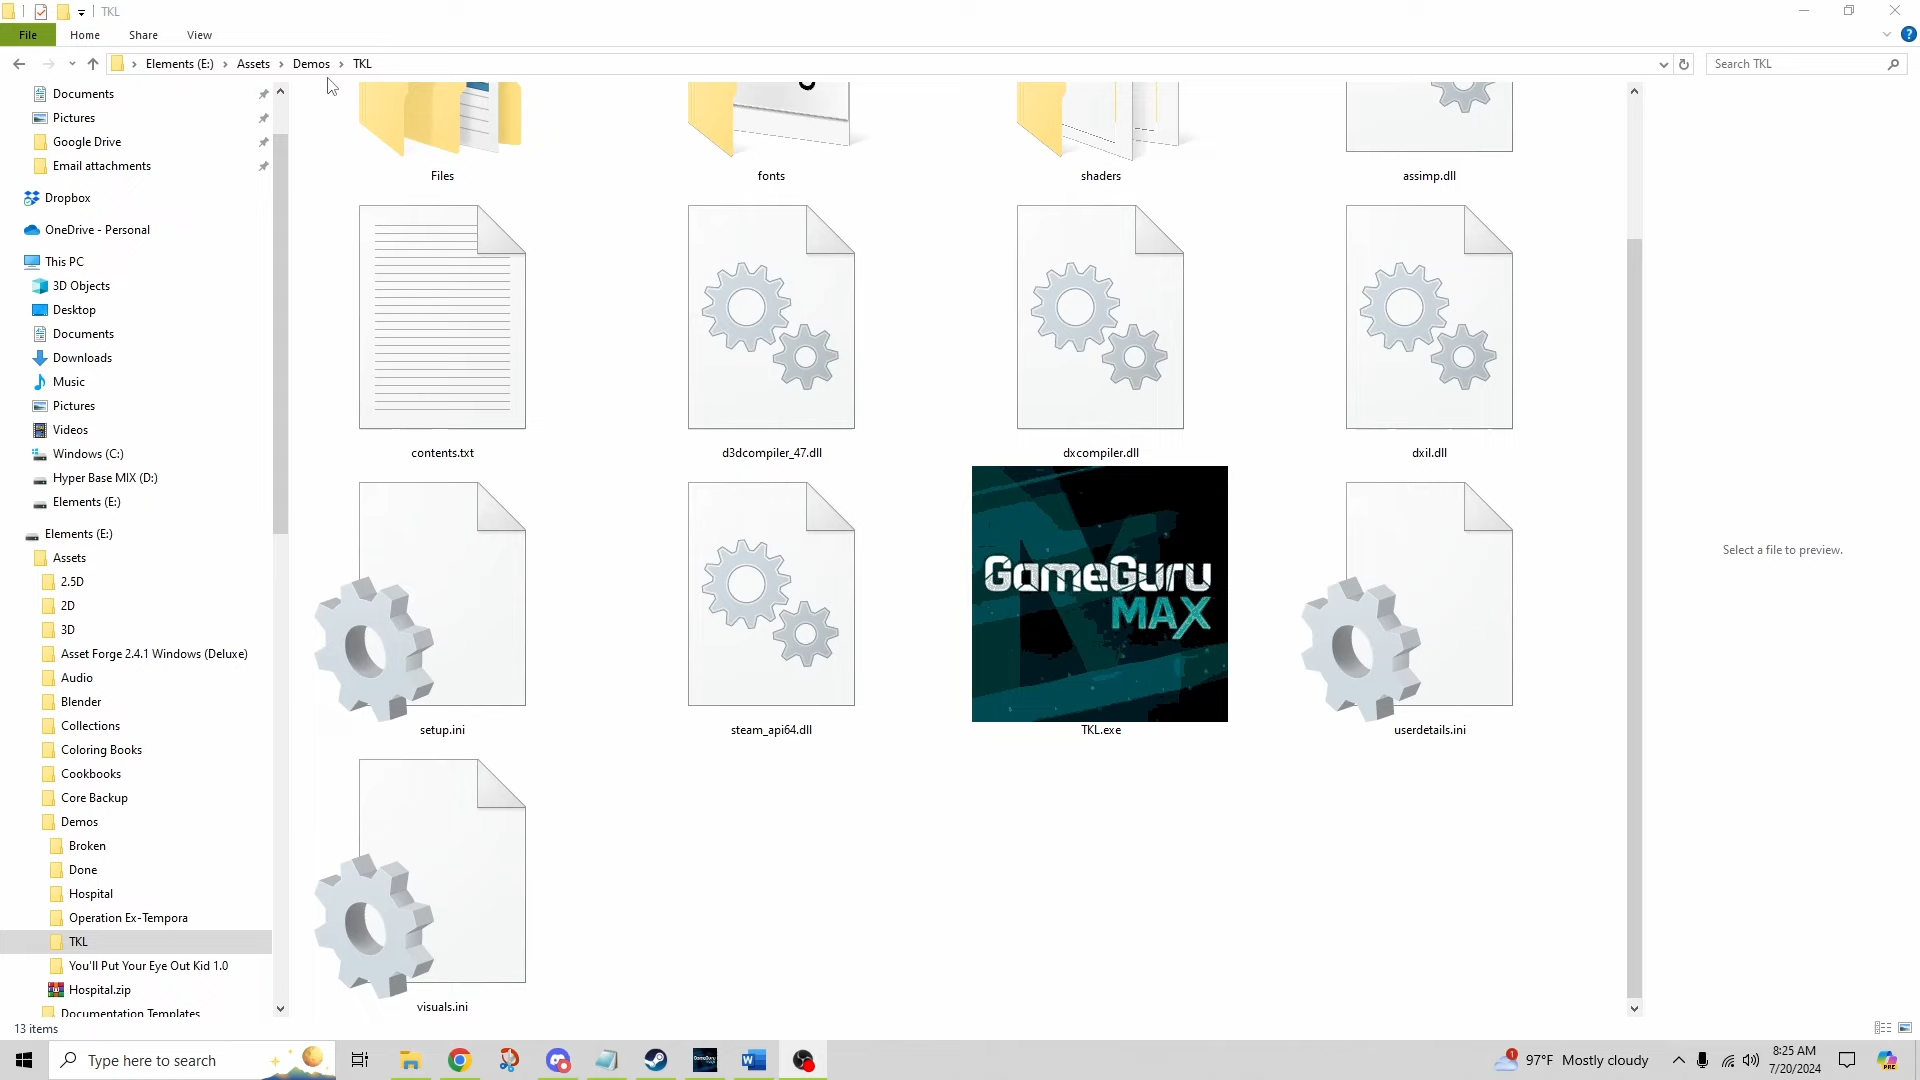 TKL
File
Home
Share
View
Elements (E:)
Assets
Demos
TKL
Search TKL
Documents
Pictures
Google Drive
Email attachments
Dropbox
OneDrive - Personal
This PC
3D Objects
Desktop
Documents
Downloads
Music
Pictures
Videos
Windows (C:)
Hyper Base MIX (D:)
Elements (E:)
Elements (E:)
Assets
2.5D
2D
3D
Asset Forge 2.4.1 Windows (Deluxe)
Audio
Blender
Collections
Coloring Books
Cookbooks
Core Backup
Demos
Broken
Done
Hospital
Operation Ex-Tempora
TKL
You'll Put Your Eye Out Kid 1.0
Hospital.zip
Documentation Templates
Files
fonts
shaders
assimp.dll
contents.txt
d3dcompiler_47.dll
dxcompiler.dll
dxil.dll
GameGuru
MAX
setup.ini
steam_api64.dll
TKL.exe
userdetails.ini
visuals.ini
Select a file to preview.
13 items
Type here to search
1
97°F Mostly cloudy
8:25 AM
7/20/2024
PRE